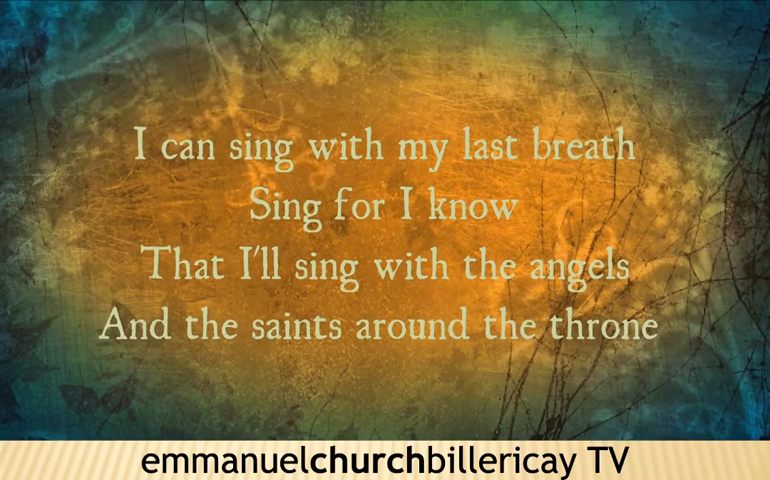 I can sing with my last breath
Sing for I know
That I'll sing with the angels
And the saints around the throne
emmanuelchurchbillericay TV